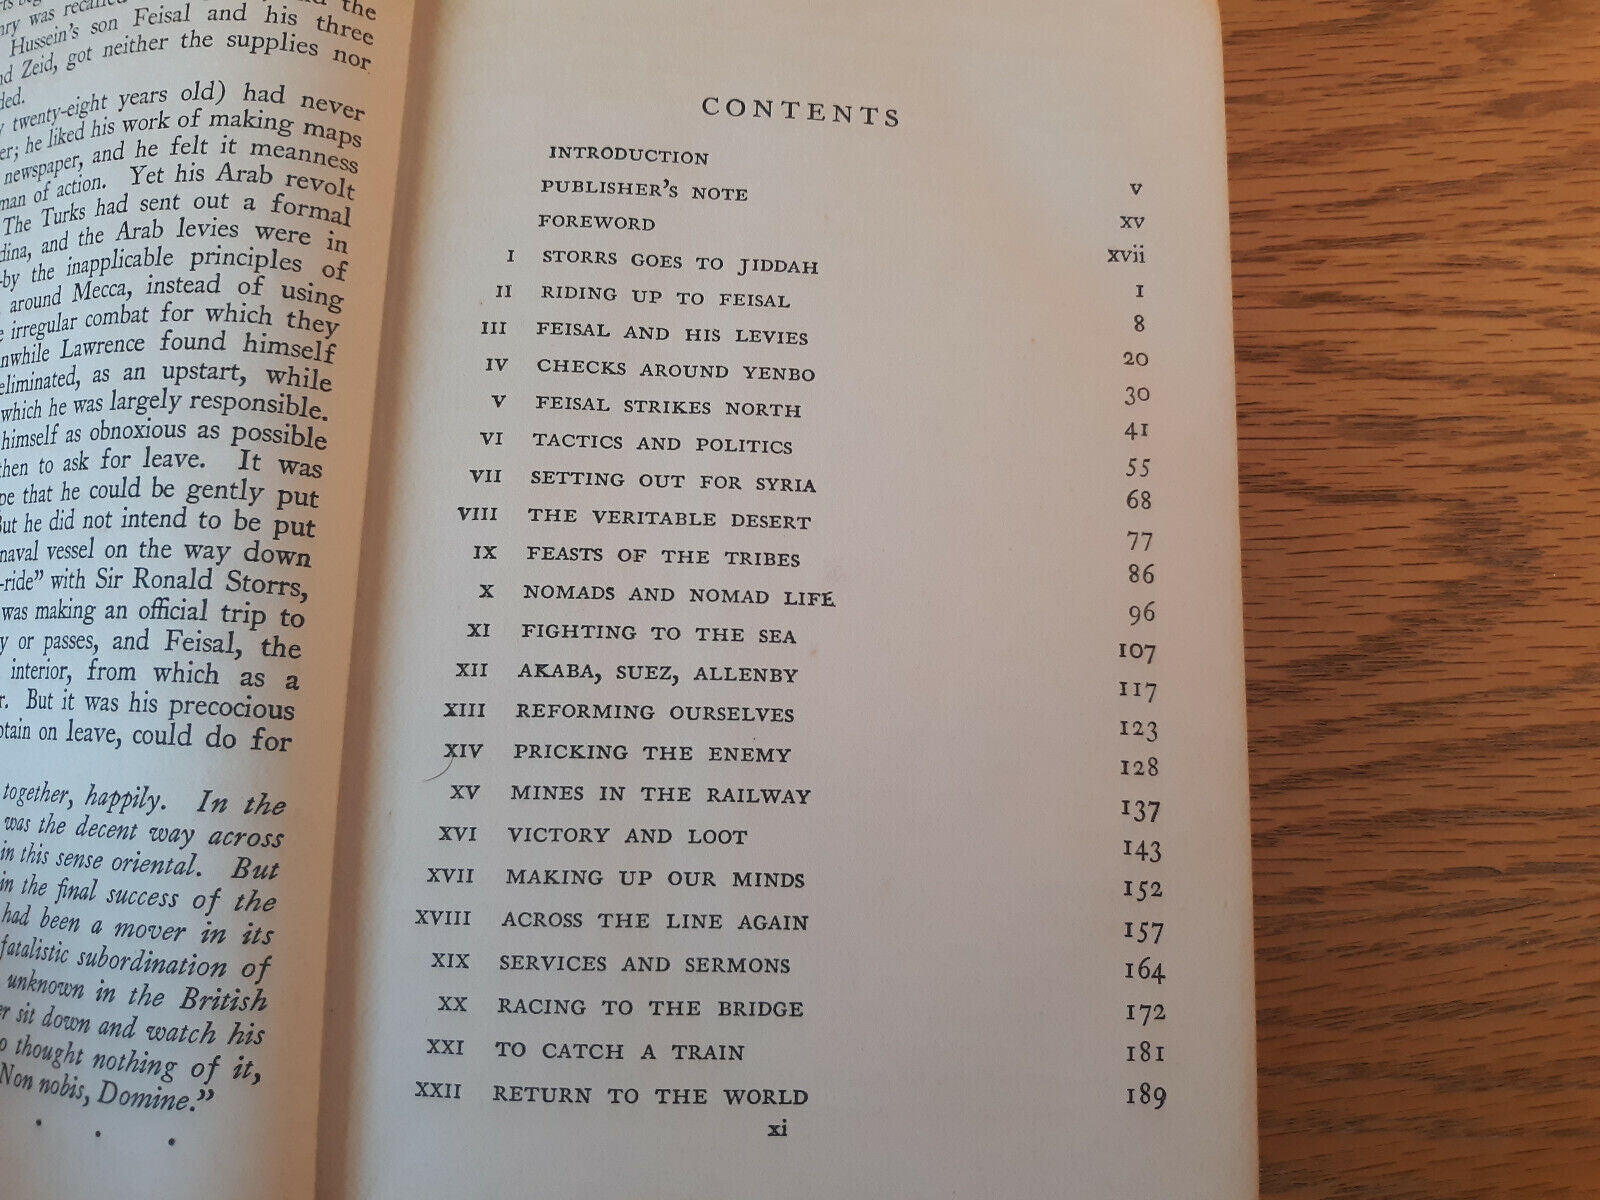 the
was recalled
Hussein's son Feisal and his three
Zeid, got neither the supplies nor
twenty-eight years old) had never
he liked his work of making maps
newspaper, and he felt it meanness
man of action. Yet his Arab revolt
The Turks had sent out a formal
and the Arab levies were in
by the inapplicable principles of
around Mecca, instead of using
irregular combat for which they
Lawrence found himself
eliminated, as an upstart, while
which he was largely responsible.
himself as obnoxious as possible
then to ask for leave. It was
that he could be gently put
But he did not intend to be put
naval vessel on the way down
-ride" with Sir Ronald Storrs,
was making an official trip to
or passes, and Feisal, the
interior, from which as a
But it was his precocious
on leave, could do for
together, happily. In the
was the decent way across
in this sense oriental. But
in the final success of the
had been a mover in its
fatalistic subordination of
unknown in the British
sit down and watch his
thought nothing of it,
Non nobis, Domine."
. . .
CONTENTS
INTRODUCTION
PUBLISHER'S NOTE v
FOREWORD xv
I STORRS GOES TO JIDDAH xvii
II RIDING UP TO FEISAL 1
III FEISAL AND HIS LEVIES 8
IV CHECKS AROUND YENBO 20
V FEISAL STRIKES NORTH 30
VI TACTICS AND POLITICS 41
VII SETTING OUT FOR SYRIA 55
VIII THE VERITABLE DESERT 68
IX FEASTS OF THE TRIBES 77
X NOMADS AND NOMAD LIFE 86
XI FIGHTING TO THE SEA 96
XII AKABA, SUEZ, ALLENBY 107
XIII REFORMING OURSELVES 117
XIV PRICKING THE ENEMY 123
XV MINES IN THE RAILWAY 128
XVI VICTORY AND LOOT 137
XVII MAKING UP OUR MINDS 143
XVIII ACROSS THE LINE AGAIN 152
XIX SERVICES AND SERMONS 157
XX RACING TO THE BRIDGE 164
XXI TO CATCH A TRAIN 172
XXII RETURN TO THE WORLD 181
189
xi